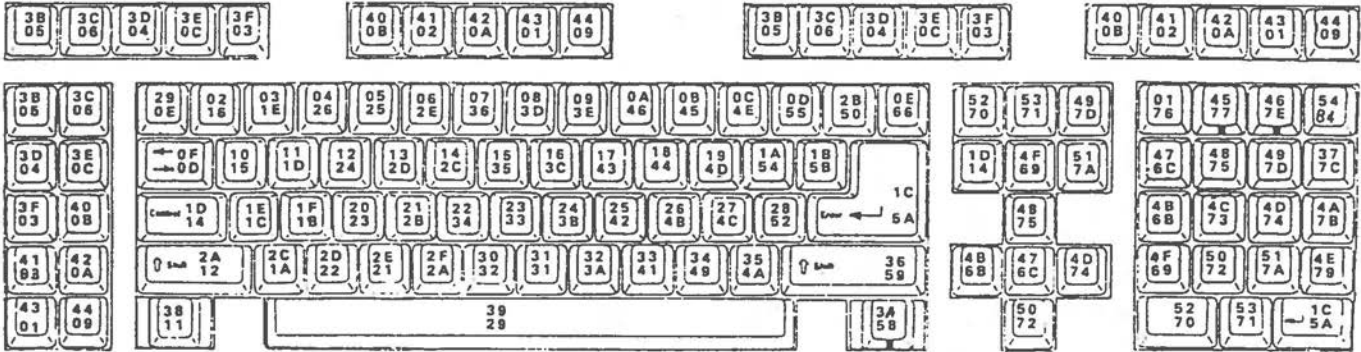 3B 3C 3D 3E 3F 40 41 42 43 44 3B 3C 3D 3E 3F 40 41 42 43 44
05 06 04 0C 03 0B 02 0A 01 09 05 06 04 0C 03 0B 02 0A 01 09
3B 3C 29 02 03 04 05 06 07 08 09 0A 0B 0C 0D 2B 0E 52 53 49 01 45 46 54
05 06 0E 16 1E 26 25 2E 36 3D 3E 46 45 4E 55 50 66 70 71 7D 76 77 7E 84
3D 3E ← 0F 10 11 12 13 14 15 16 17 18 19 1A 1B 1D 4F 51 47 48 49 37
04 0C → 0D 15 1D 24 2D 2C 35 3C 43 44 4D 54 5B 14 69 7A 6C 75 7D 7C
3F 40 Control 1D 1E 1F 20 21 22 23 24 25 26 27 28 Enter ↵ 1C 48 4B 4C 4D 4A
03 0B 14 1C 1B 23 2B 34 33 3B 42 4B 4C 52 5A 75 6B 73 74 7B
41 42 ⇧ Shift 2A 2C 2D 2E 2F 30 31 32 33 34 35 ⇧ Shift 36 4B 47 4D 4F 50 51 4E
83 0A 12 1A 22 21 2A 32 31 3A 41 49 4A 59 6B 6C 74 69 72 7A 79
43 44 38 39 3A 50 52 53 ↵ 1C
01 09 11 29 58 72 70 71 5A